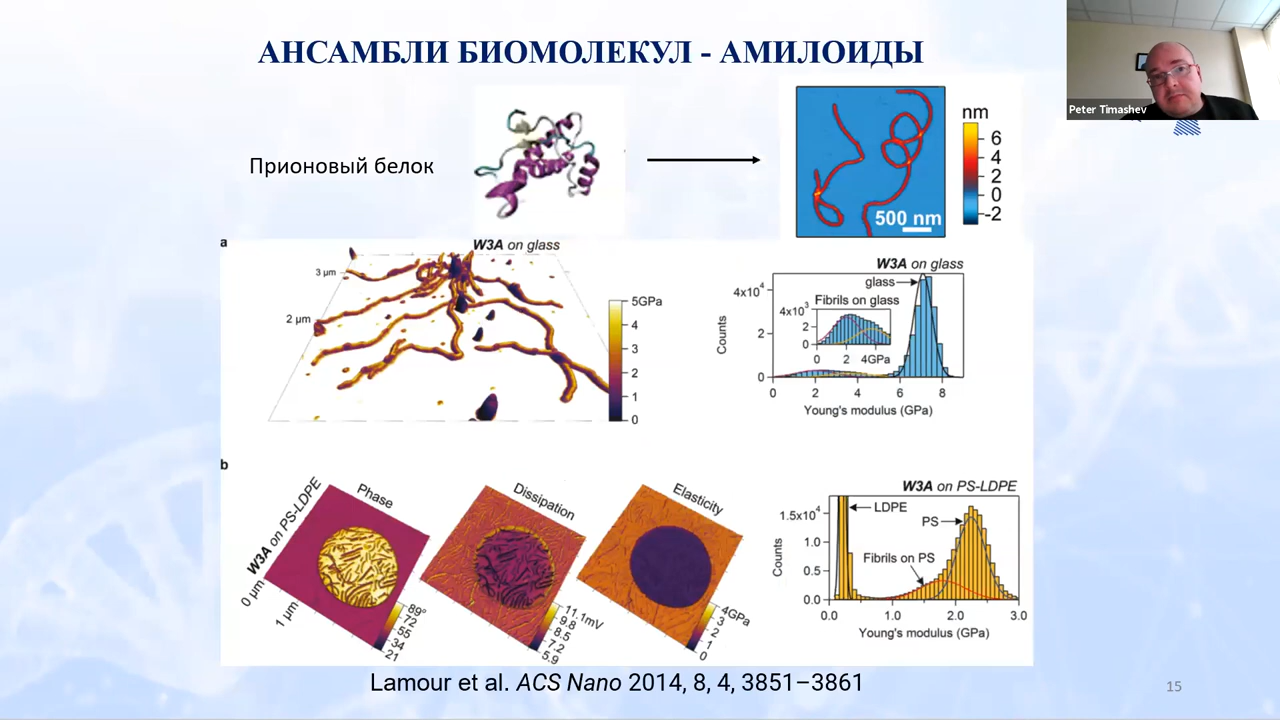 АНСАМБЛИ БИОМОЛЕКУЛ - АМИЛОИДЫ
Peter Timashev
Прионовый белок
500 nm
nm
6
4
2
0
-2
a
W3A on glass
3 µm
2 µm
5GPa
4
3
2
1
0
W3A on glass
glass
Fibrils on glass
4x10⁴
2
0
Counts
4x10³
2
0
0 2 4GPa
0 2 4 6 8
Young's modulus (GPa)
b
W3A on PS-LDPE
Phase
0 µm
1 µm
89°
72
55
34
21
Dissipation
11.1mV
9.8
8.5
7.2
5.9
Elasticity
4GPa
3
2
1
0
W3A on PS-LDPE
LDPE
PS
Fibrils on PS
1.5x10⁴
1.0
0.5
0.0
Counts
0.0 1.0 2.0 3.0
Young's modulus (GPa)
Lamour et al. ACS Nano 2014, 8, 4, 3851–3861
15